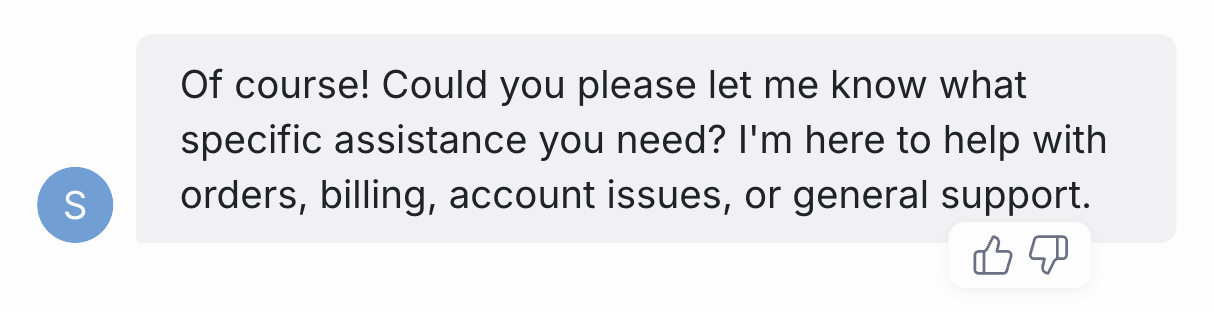 Of course! Could you please let me know what
specific assistance you need? I'm here to help with
orders, billing, account issues, or general support.
S